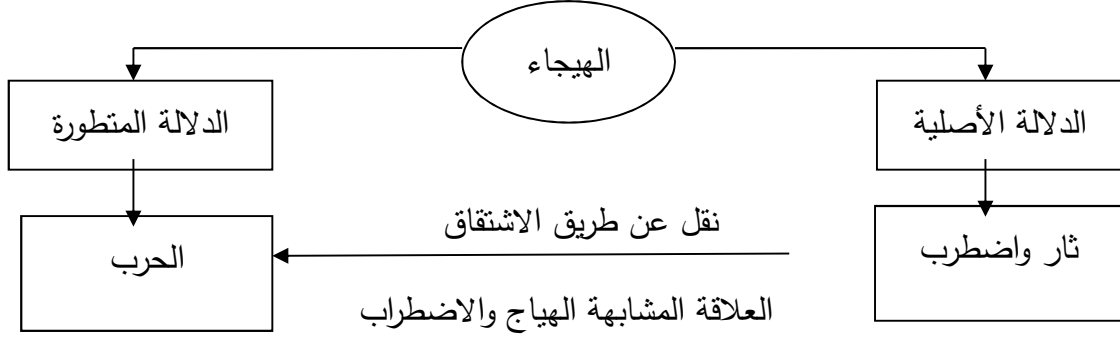 الهيجاء
الدلالة الأصلية
الدلالة المتطورة
ثار واضطرب
نقل عن طريق الاشتقاق
العلاقة المشابهة الهياج والاضطراب
الحرب